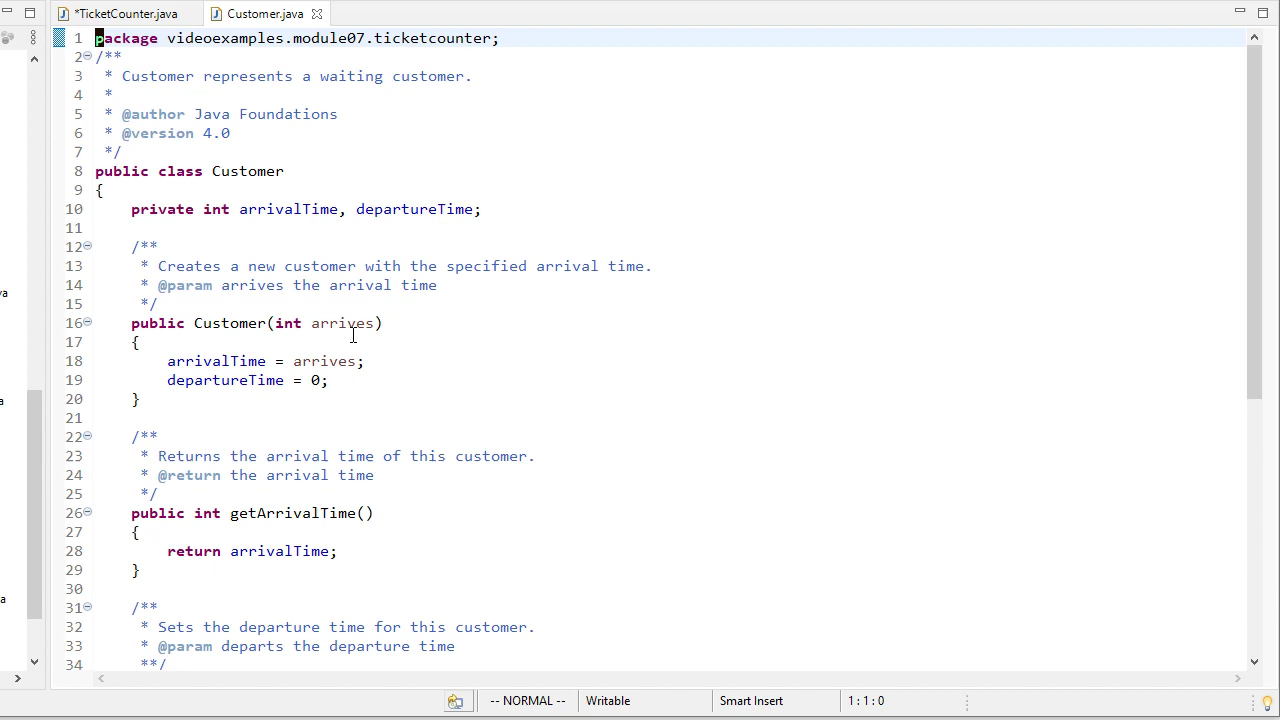 *TicketCounter.java Customer.java
1 package videoexamples.module07.ticketcounter;
2 /**
3 * Customer represents a waiting customer.
4 *
5 * @author Java Foundations
6 * @version 4.0
7 */
8 public class Customer
9 {
10 private int arrivalTime, departureTime;
11
12 /**
13 * Creates a new customer with the specified arrival time.
14 * @param arrives the arrival time
15 */
16 public Customer(int arrives)
17 {
18 arrivalTime = arrives;
19 departureTime = 0;
20 }
21
22 /**
23 * Returns the arrival time of this customer.
24 * @return the arrival time
25 */
26 public int getArrivalTime()
27 {
28 return arrivalTime;
29 }
30
31 /**
32 * Sets the departure time for this customer.
33 * @param departs the departure time
34 **/
va
a
a
-- NORMAL -- Writable Smart Insert 1 : 1 : 0